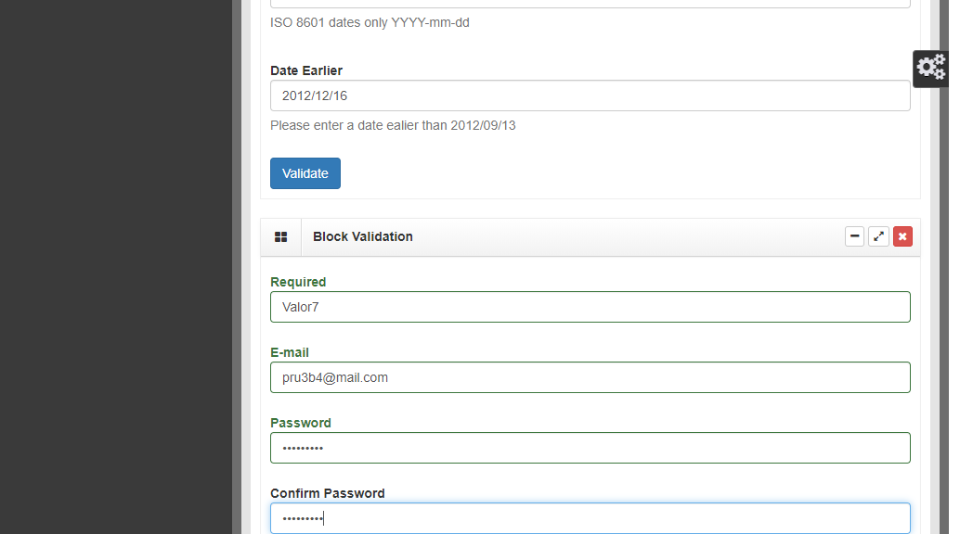 ISO 8601 dates only YYYY-mm-dd
Date Earlier
2012/12/16
Please enter a date ealier than 2012/09/13
Validate
Block Validation
Required
Valor7
E-mail
pru3b4@mail.com
Password
•••••••••
Confirm Password
•••••••••